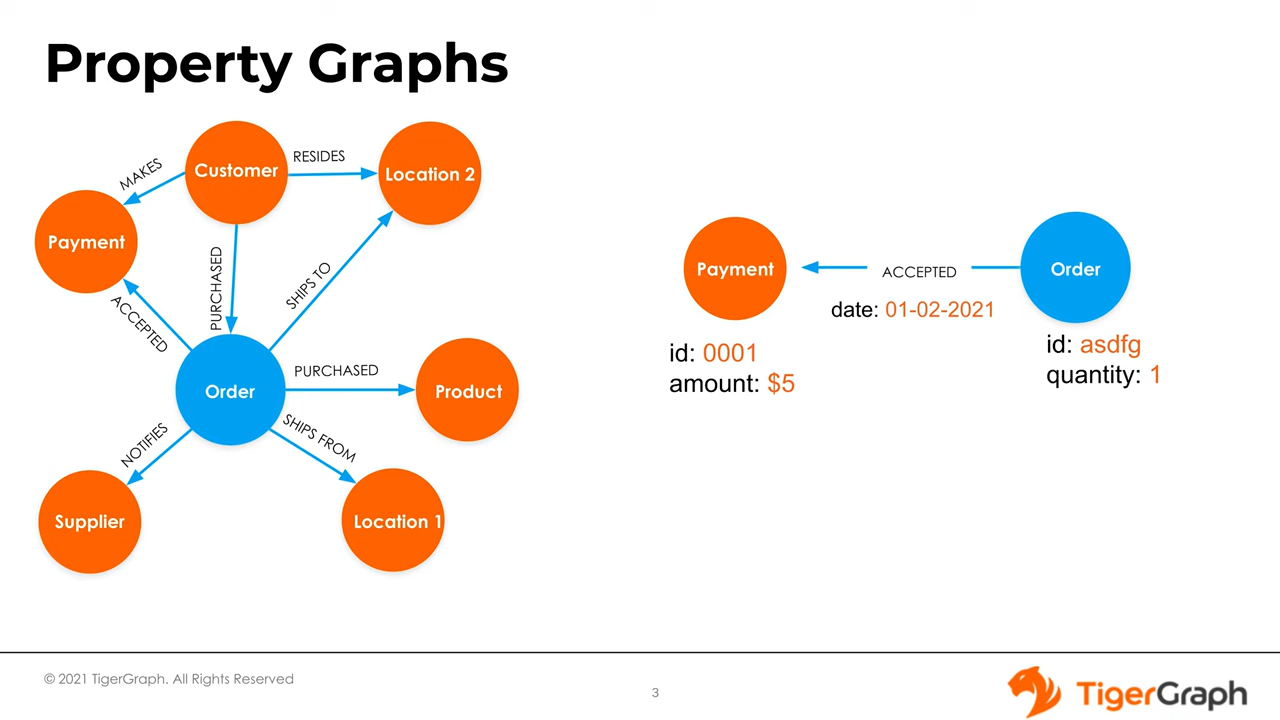 Property Graphs
Customer
RESIDES
Location 2
MAKES
Payment
PURCHASED
SHIPS TO
ACCEPTED
Order
PURCHASED
Product
NOTIFIES
SHIPS FROM
Supplier
Location 1
Payment
ACCEPTED
Order
date: 01-02-2021
id: 0001
amount: $5
id: asdfg
quantity: 1
© 2021 TigerGraph. All Rights Reserved
3
TigerGraph